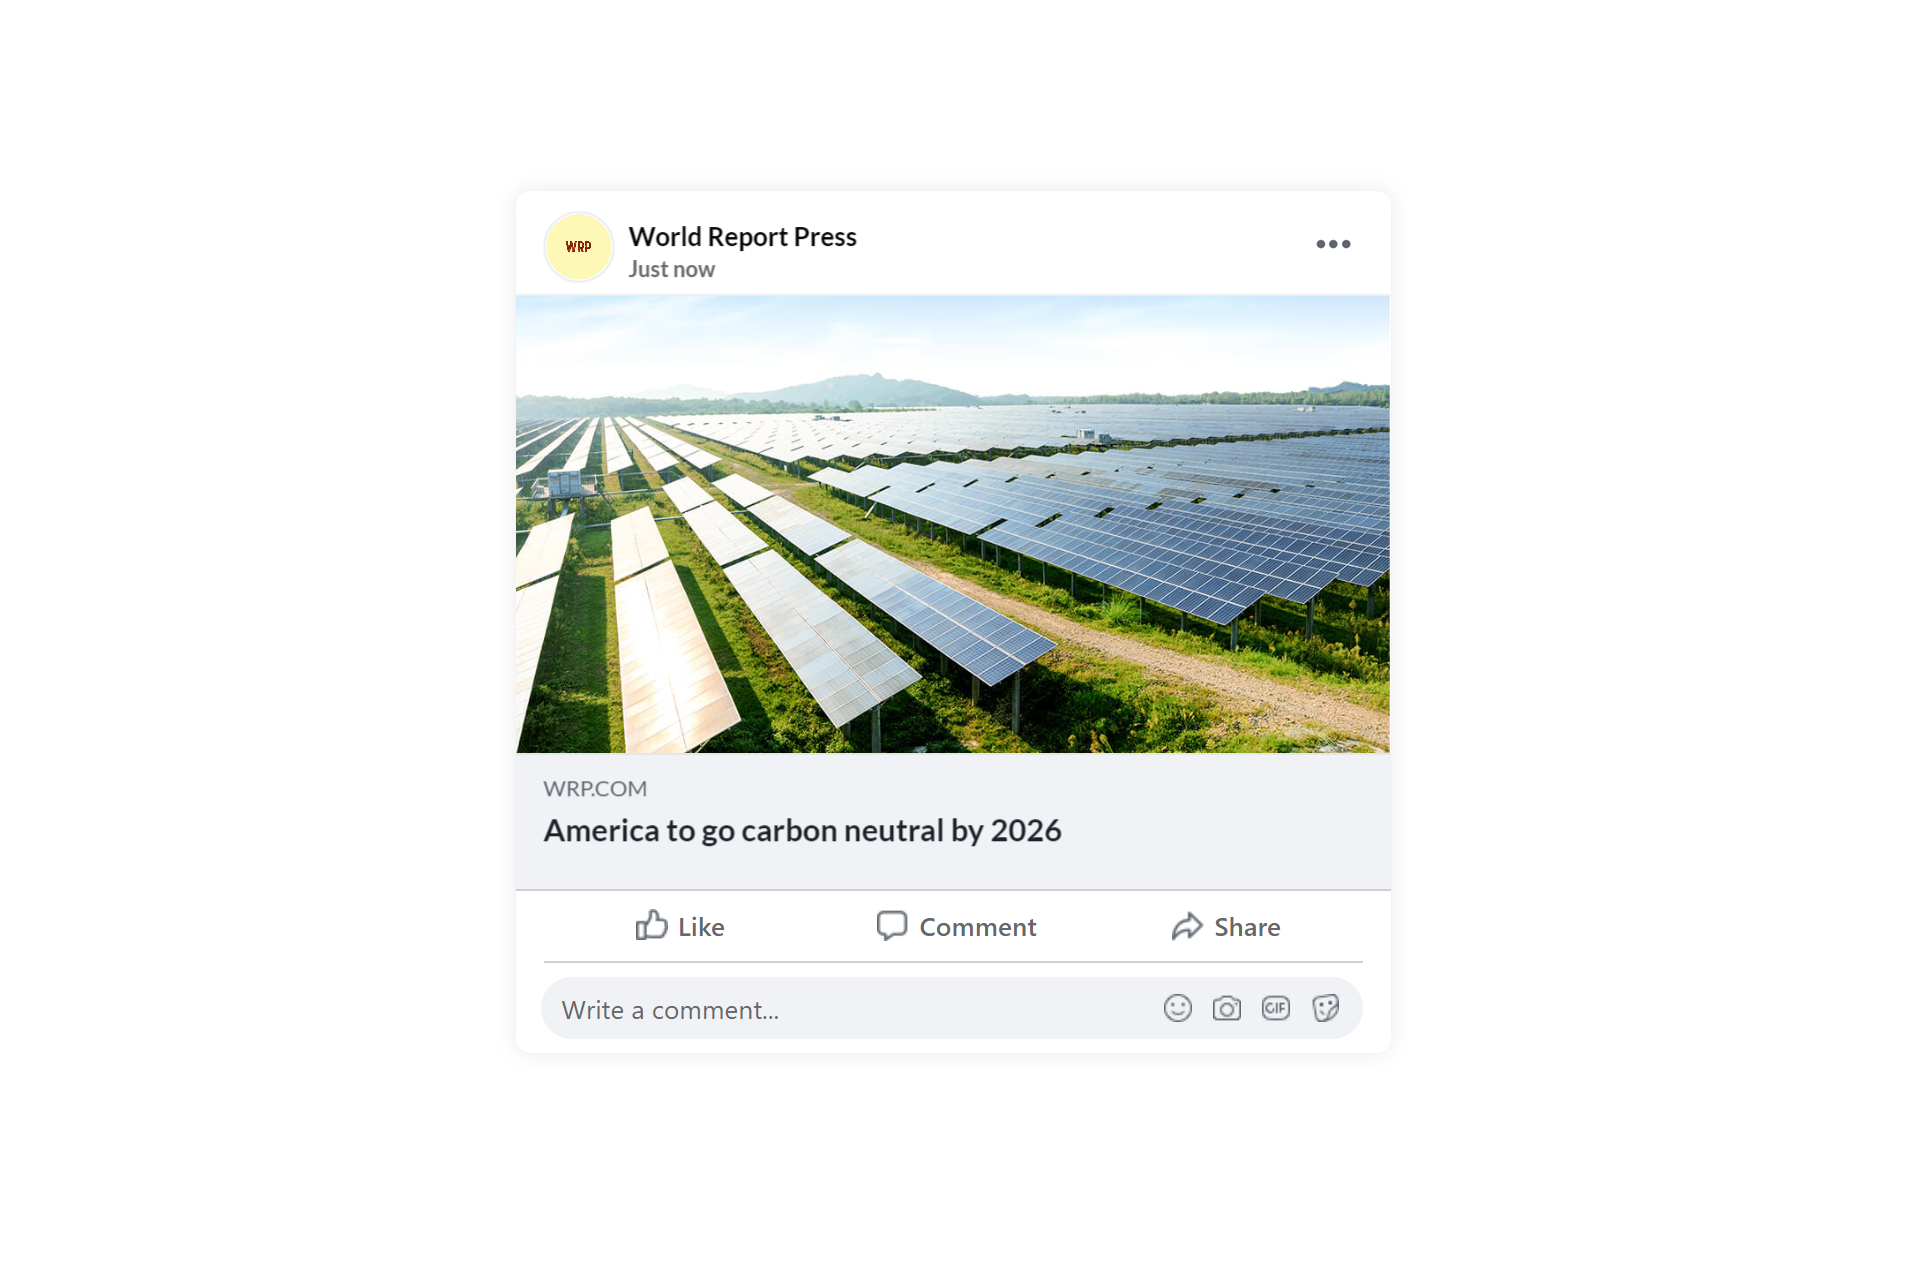 WRP
World Report Press
Just now
WRP.COM
America to go carbon neutral by 2026
Like
Comment
Share
Write a comment...
GIF